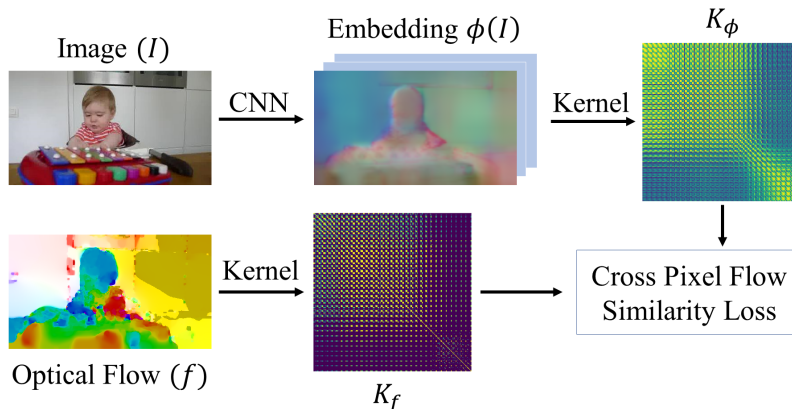 Image (I)
Embedding ϕ(I)
K_ϕ
CNN
Kernel
Kernel
Cross Pixel Flow
Similarity Loss
Optical Flow (f)
K_f